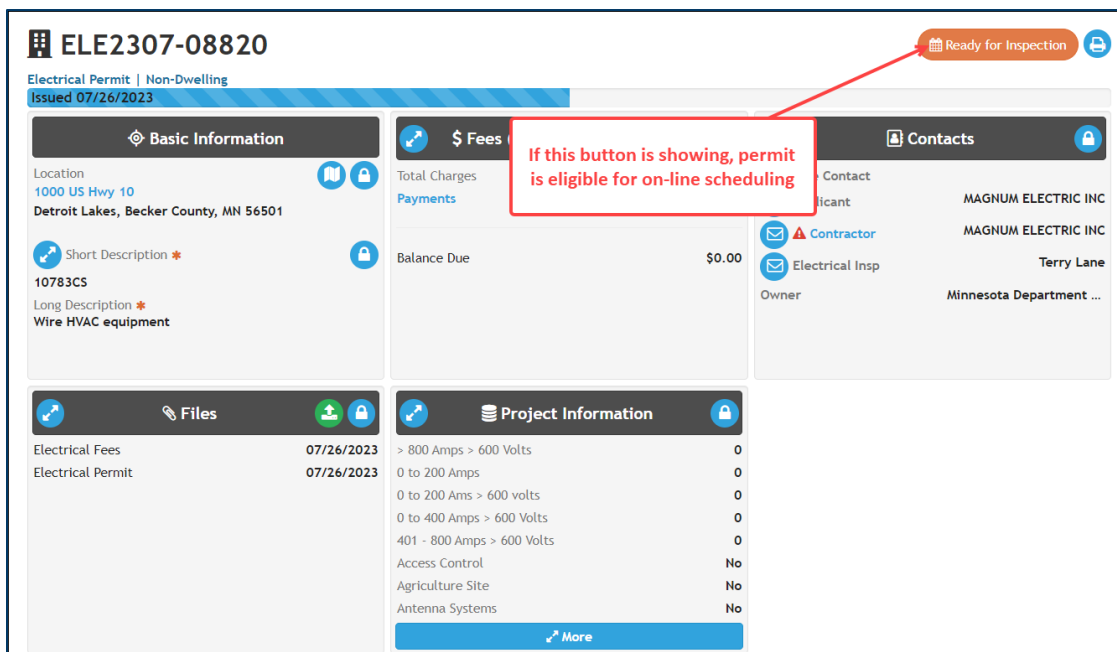 ELE2307-08820
Ready for Inspection
Electrical Permit | Non-Dwelling
Issued 07/26/2023
Basic Information
Location
1000 US Hwy 10
Detroit Lakes, Becker County, MN 56501
Short Description *
10783CS
Long Description *
Wire HVAC equipment
$ Fees
Total Charges
Payments
Balance Due $0.00
If this button is showing, permit
is eligible for on-line scheduling
Contacts
Contact
MAGNUM ELECTRIC INC
Contractor MAGNUM ELECTRIC INC
Electrical Insp Terry Lane
Owner Minnesota Department ...
Files
Electrical Fees 07/26/2023
Electrical Permit 07/26/2023
Project Information
> 800 Amps > 600 Volts 0
0 to 200 Amps 0
0 to 200 Ams > 600 volts 0
0 to 400 Amps > 600 Volts 0
401 - 800 Amps > 600 Volts 0
Access Control No
Agriculture Site No
Antenna Systems No
More